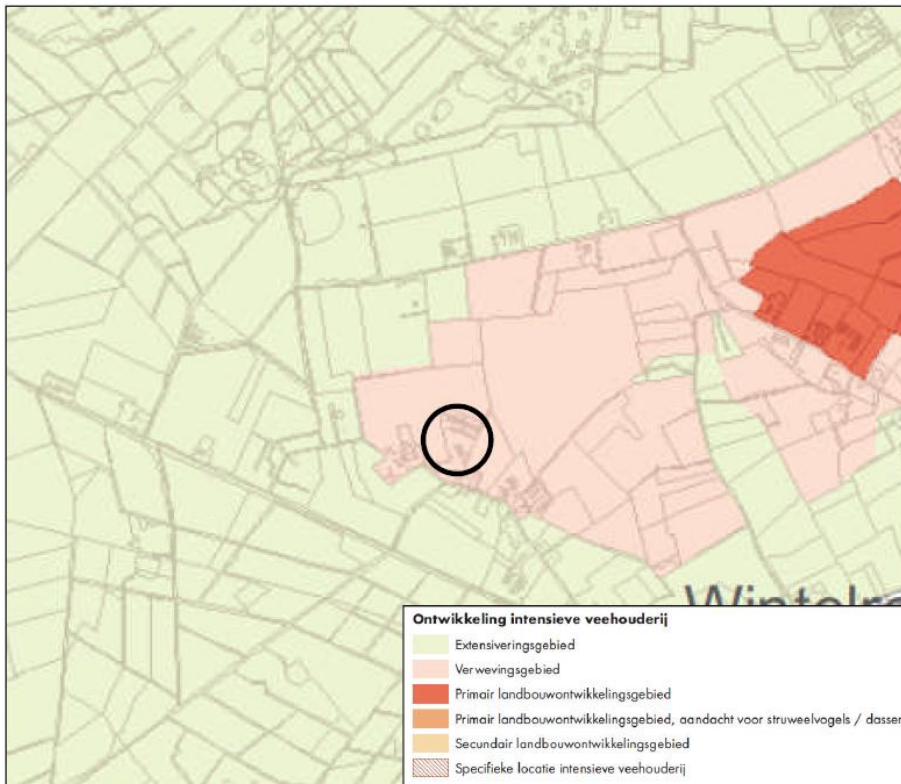 Ontwikkeling intensieve veehouderij
Extensiveringsgebied
Verwevingsgebied
Primair landbouwontwikkelingsgebied
Primair landbouwontwikkelingsgebied, aandacht voor struweelvogels / dassen
Secundair landbouwontwikkelingsgebied
Specifieke locatie intensieve veehouderij